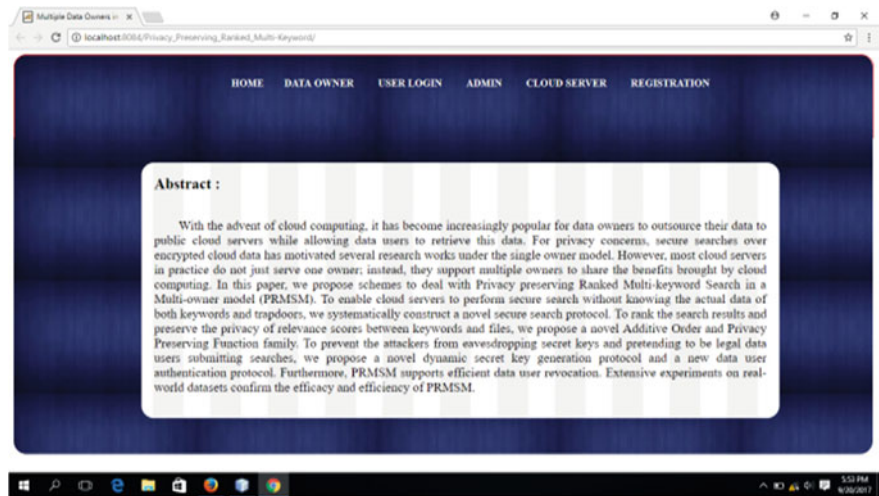 Multiple Data Owners in
localhost:8084/Privacy_Preserving_Ranked_Multi-Keyword/
HOME DATA OWNER USER LOGIN ADMIN CLOUD SERVER REGISTRATION
Abstract :
With the advent of cloud computing, it has become increasingly popular for data owners to outsource their data to
public cloud servers while allowing data users to retrieve this data. For privacy concerns, secure searches over
encrypted cloud data has motivated several research works under the single owner model. However, most cloud servers
in practice do not just serve one owner; instead, they support multiple owners to share the benefits brought by cloud
computing. In this paper, we propose schemes to deal with Privacy preserving Ranked Multi-keyword Search in a
Multi-owner model (PRMSM). To enable cloud servers to perform secure search without knowing the actual data of
both keywords and trapdoors, we systematically construct a novel secure search protocol. To rank the search results and
preserve the privacy of relevance scores between keywords and files, we propose a novel Additive Order and Privacy
Preserving Function family. To prevent the attackers from eavesdropping secret keys and pretending to be legal data
users submitting searches, we propose a novel dynamic secret key generation protocol and a new data user
authentication protocol. Furthermore, PRMSM supports efficient data user revocation. Extensive experiments on real-
world datasets confirm the efficacy and efficiency of PRMSM.
5:53 PM
9/20/2017